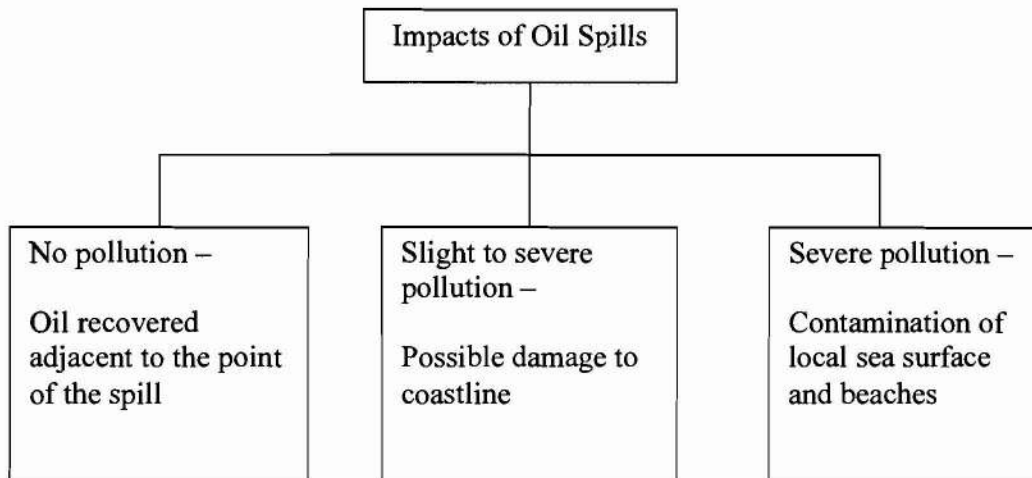 Impacts of Oil Spills
No pollution –
Oil recovered
adjacent to the point
of the spill
Slight to severe
pollution –
Possible damage to
coastline
Severe pollution –
Contamination of
local sea surface
and beaches